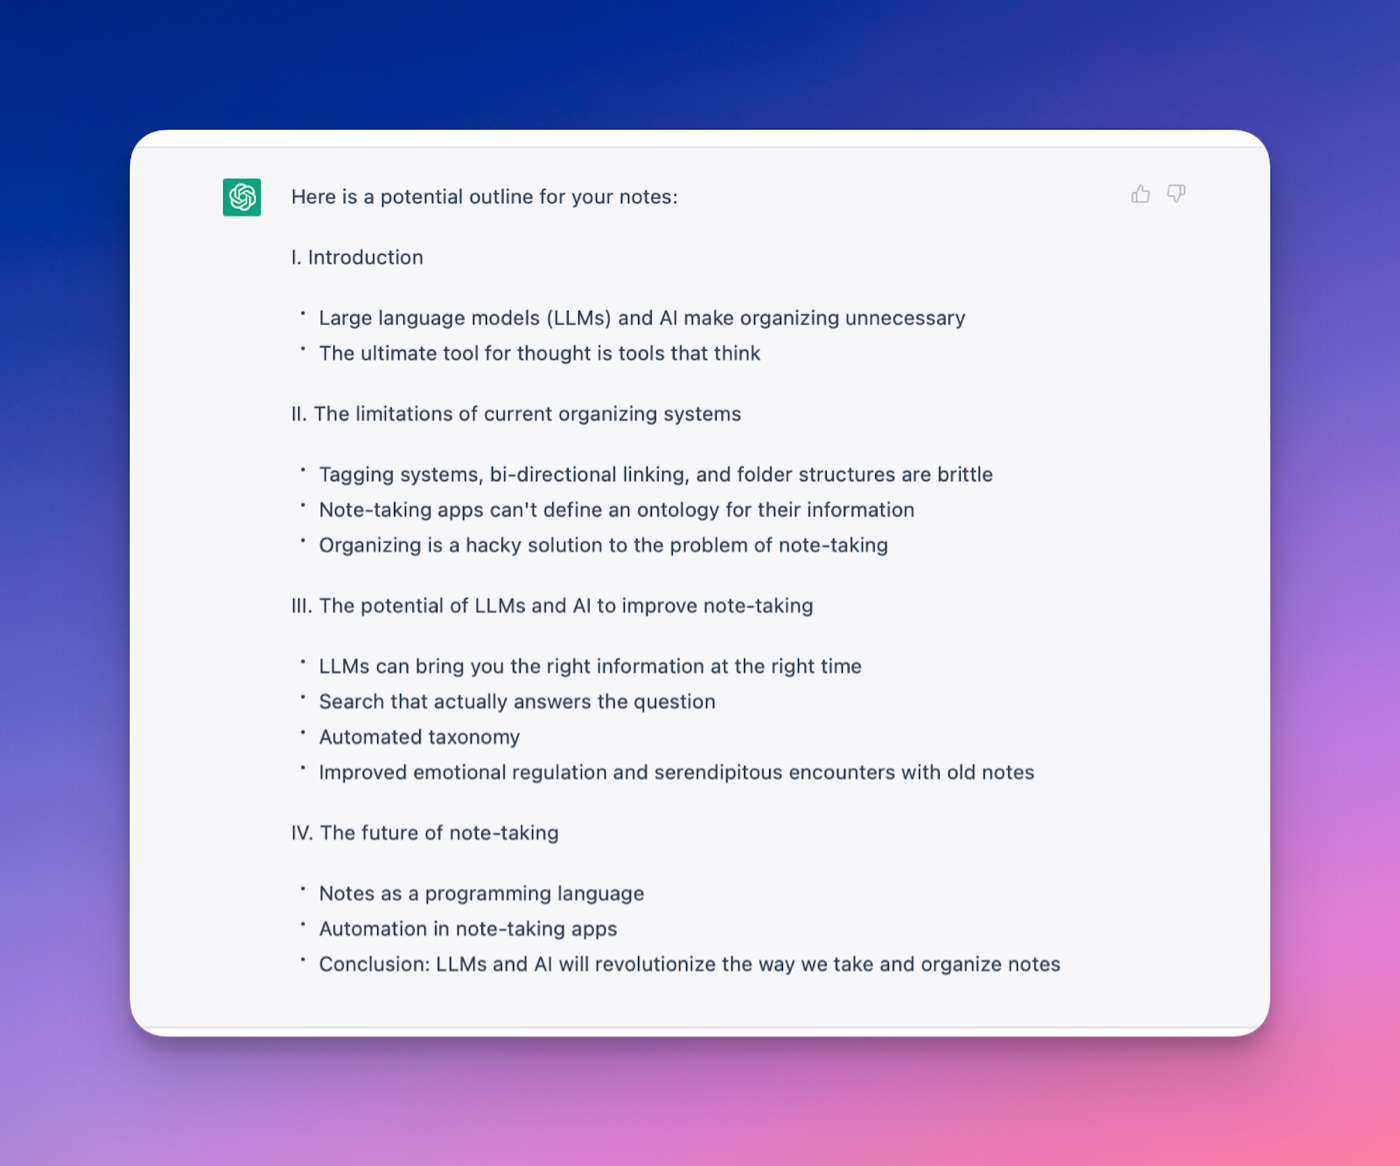 Here is a potential outline for your notes:
I. Introduction
• Large language models (LLMs) and AI make organizing unnecessary
• The ultimate tool for thought is tools that think
II. The limitations of current organizing systems
• Tagging systems, bi-directional linking, and folder structures are brittle
• Note-taking apps can't define an ontology for their information
• Organizing is a hacky solution to the problem of note-taking
III. The potential of LLMs and AI to improve note-taking
• LLMs can bring you the right information at the right time
• Search that actually answers the question
• Automated taxonomy
• Improved emotional regulation and serendipitous encounters with old notes
IV. The future of note-taking
• Notes as a programming language
• Automation in note-taking apps
• Conclusion: LLMs and AI will revolutionize the way we take and organize notes